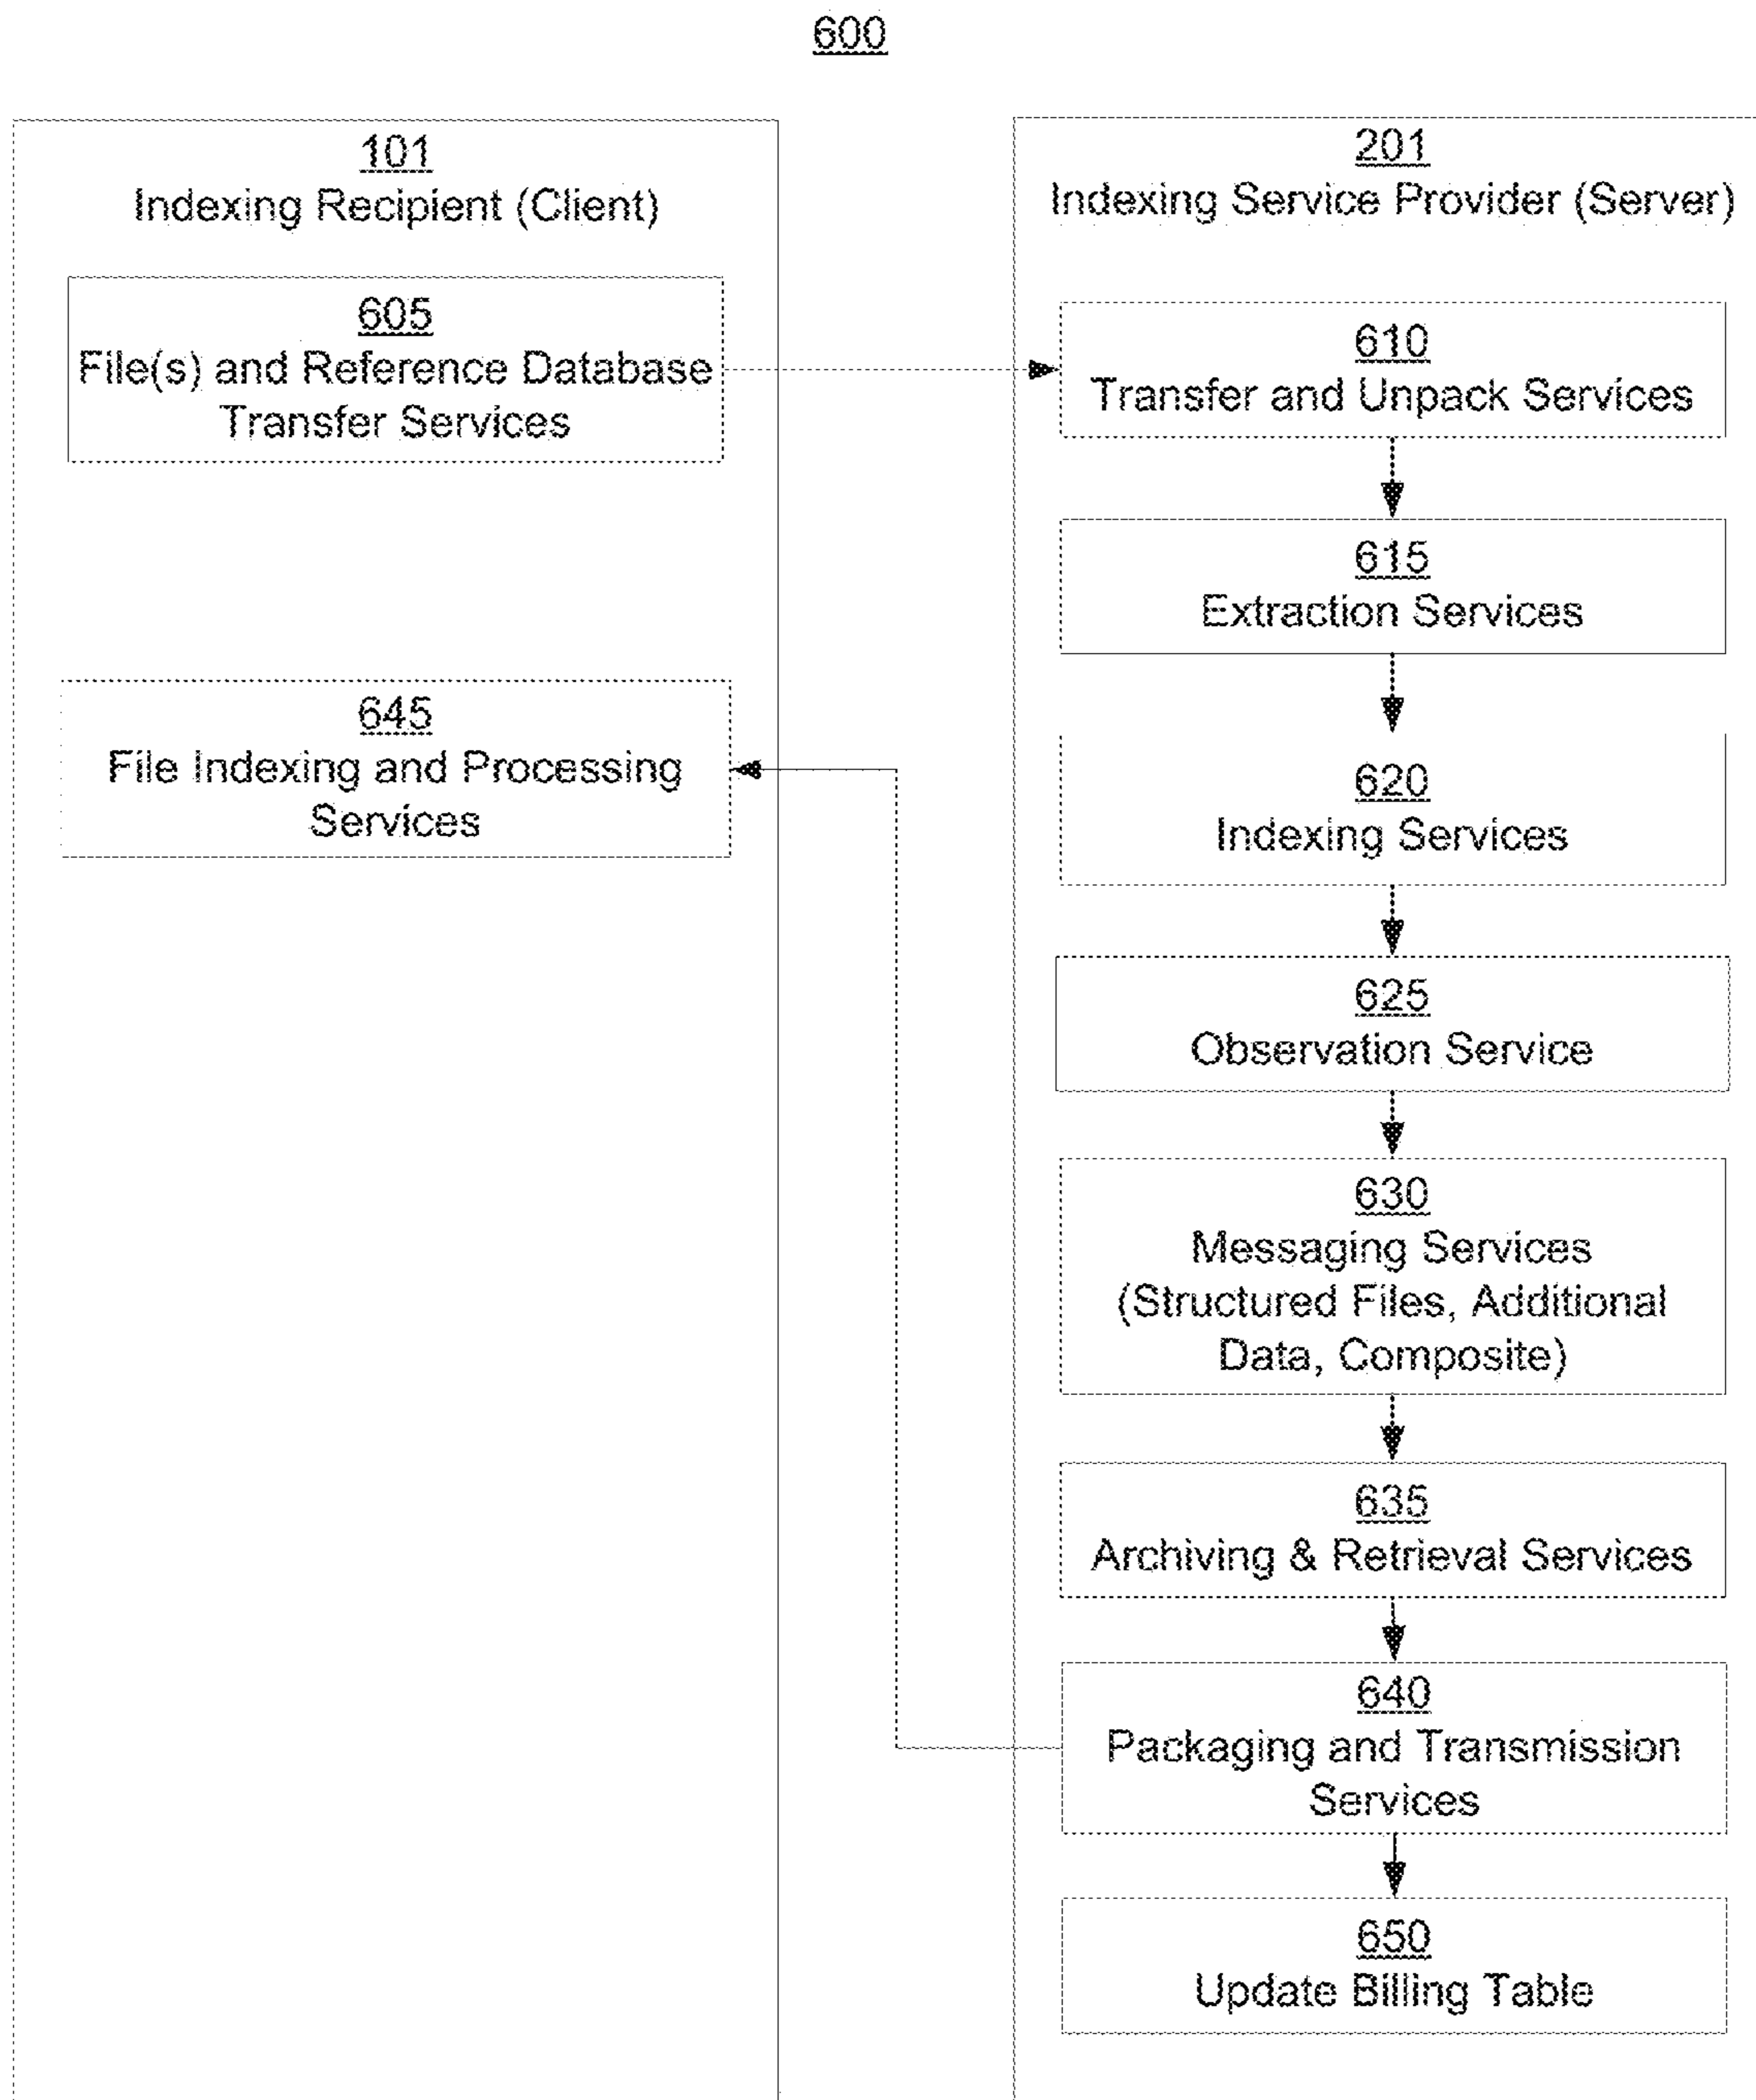 600
101
Indexing Recipient (Client)
605
File(s) and Reference Database
Transfer Services
645
File Indexing and Processing
Services
201
Indexing Service Provider (Server)
610
Transfer and Unpack Services
615
Extraction Services
620
Indexing Services
625
Observation Service
630
Messaging Services
(Structured Files, Additional
Data, Composite)
635
Archiving & Retrieval Services
640
Packaging and Transmission
Services
650
Update Billing Table